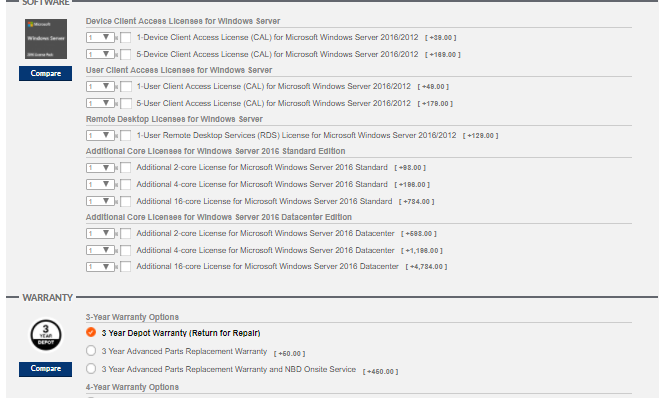 SOFTWARE
Device Client Access Licenses for Windows Server
Microsoft
Windows Server
1 1-Device Client Access License (CAL) for Microsoft Windows Server 2016/2012 [ +39.00 ]
1 5-Device Client Access License (CAL) for Microsoft Windows Server 2016/2012
Compare
User Client Access Licenses for Windows Server
1 1-User Client Access License (CAL) for Microsoft Windows Server 2016/2012 [ +49.00 ]
1 5-User Client Access License (CAL) for Microsoft Windows Server 2016/2012 [ +179.00 ]
Remote Desktop Licenses for Windows Server
1 1-User Remote Desktop Services (RDS) License for Microsoft Windows Server 2016/2012 [ +129.00 ]
Additional Core Licenses for Windows Server 2016 Standard Edition
1 Additional 2-core License for Microsoft Windows Server 2016 Standard [ +98.00 ]
1 Additional 4-core License for Microsoft Windows Server 2016 Standard [ +196.00 ]
1 Additional 16-core License for Microsoft Windows Server 2016 Standard [ +784.00 ]
Additional Core Licenses for Windows Server 2016 Datacenter Edition
1 Additional 2-core License for Microsoft Windows Server 2016 Datacenter [ +598.00 ]
1 Additional 4-core License for Microsoft Windows Server 2016 Datacenter [ +1,196.00 ]
1 Additional 16-core License for Microsoft Windows Server 2016 Datacenter [ +4,784.00 ]
WARRANTY
3-Year Warranty Options
3 YEAR DEPOT
3 Year Depot Warranty (Return for Repair)
3 Year Advanced Parts Replacement Warranty [ +60.00 ]
Compare
3 Year Advanced Parts Replacement Warranty and NBD Onsite Service [ +450.00 ]
4-Year Warranty Options